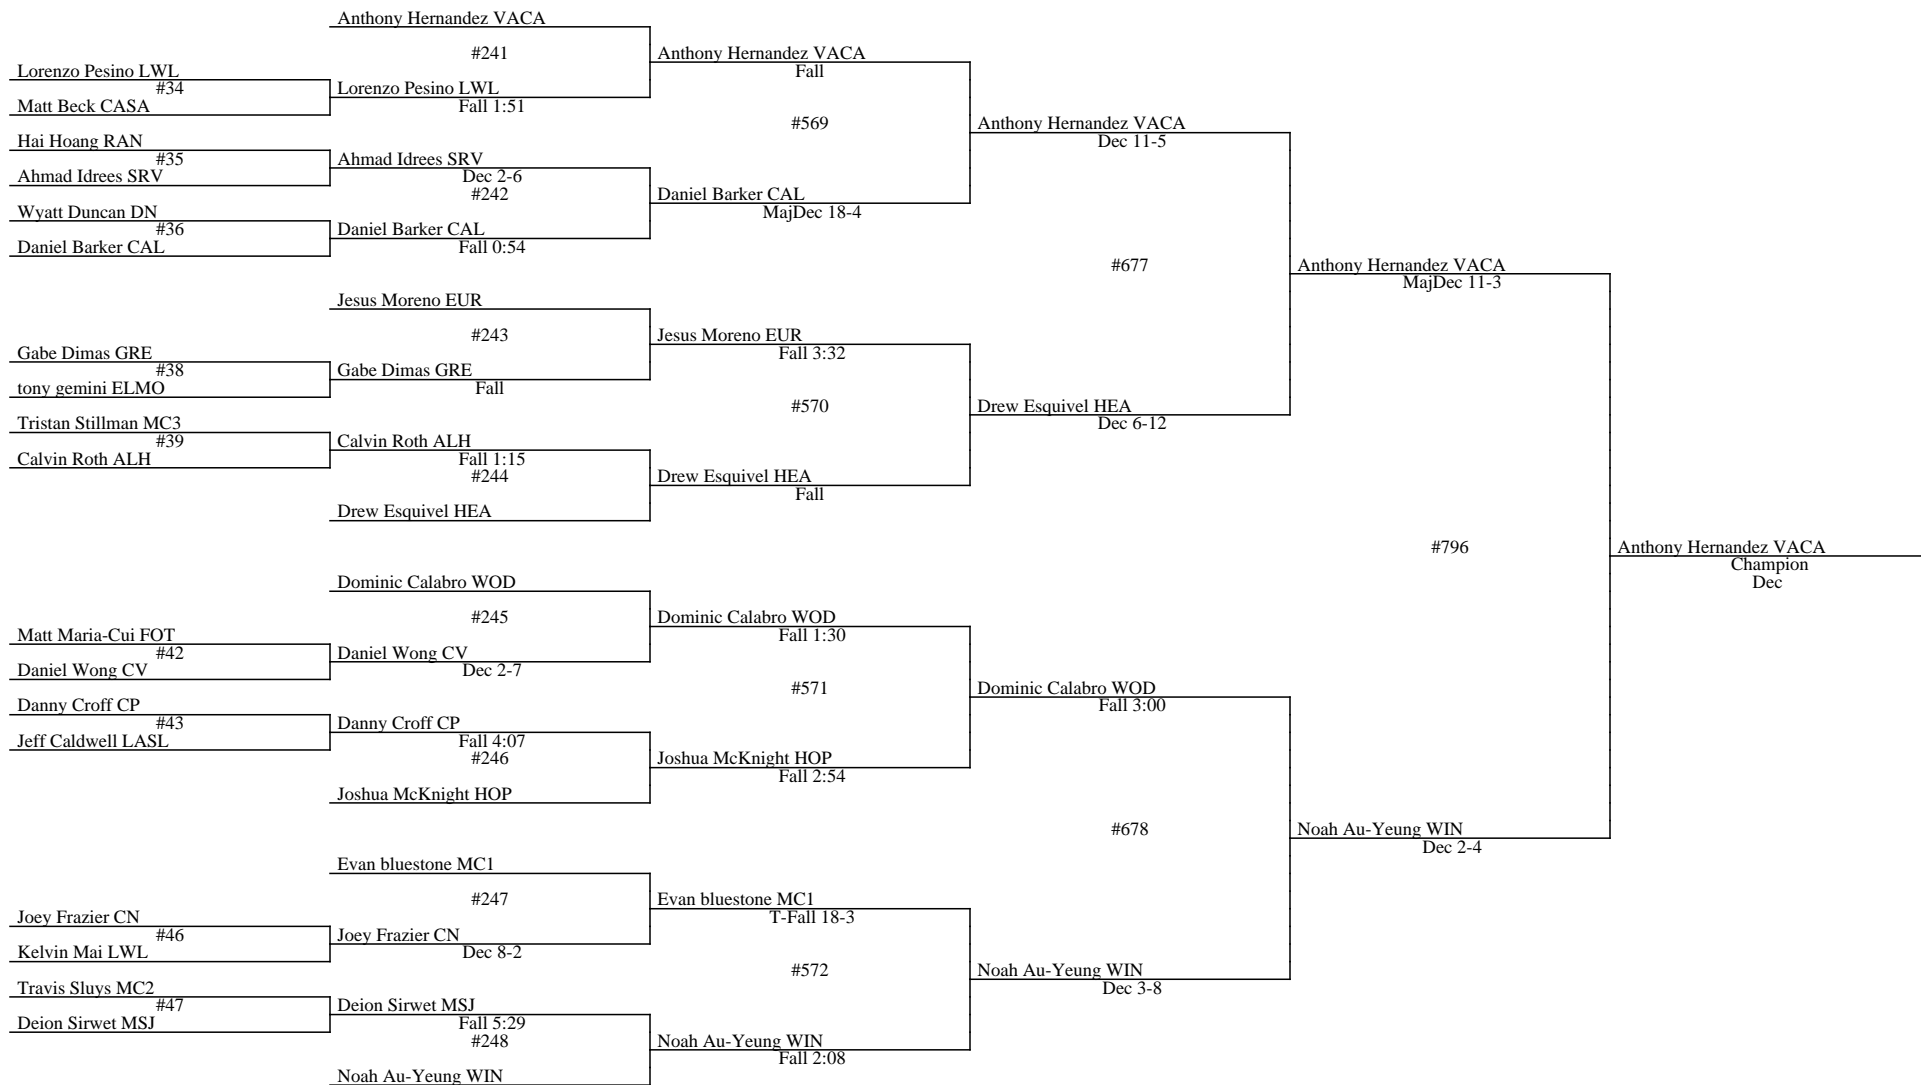 Anthony Hernandez VACA
#241
Anthony Hernandez VACA
Fall
Lorenzo Pesino LWL
#34
Matt Beck CASA
Lorenzo Pesino LWL
Fall 1:51
#569
Anthony Hernandez VACA
Dec 11-5
Hai Hoang RAN
#35
Ahmad Idrees SRV
Ahmad Idrees SRV
Dec 2-6
#242
Daniel Barker CAL
MajDec 18-4
Wyatt Duncan DN
#36
Daniel Barker CAL
Daniel Barker CAL
Fall 0:54
#677
Anthony Hernandez VACA
MajDec 11-3
Jesus Moreno EUR
#243
Jesus Moreno EUR
Fall 3:32
Gabe Dimas GRE
#38
tony gemini ELMO
Gabe Dimas GRE
Fall
#570
Drew Esquivel HEA
Dec 6-12
Tristan Stillman MC3
#39
Calvin Roth ALH
Calvin Roth ALH
Fall 1:15
#244
Drew Esquivel HEA
Fall
Drew Esquivel HEA
#796
Anthony Hernandez VACA
Champion
Dec
Dominic Calabro WOD
#245
Dominic Calabro WOD
Fall 1:30
Matt Maria-Cui FOT
#42
Daniel Wong CV
Daniel Wong CV
Dec 2-7
#571
Dominic Calabro WOD
Fall 3:00
Danny Croff CP
#43
Jeff Caldwell LASL
Danny Croff CP
Fall 4:07
#246
Joshua McKnight HOP
Fall 2:54
Joshua McKnight HOP
#678
Noah Au-Yeung WIN
Dec 2-4
Evan bluestone MC1
#247
Evan bluestone MC1
T-Fall 18-3
Joey Frazier CN
#46
Kelvin Mai LWL
Joey Frazier CN
Dec 8-2
#572
Noah Au-Yeung WIN
Dec 3-8
Travis Sluys MC2
#47
Deion Sirwet MSJ
Deion Sirwet MSJ
Fall 5:29
#248
Noah Au-Yeung WIN
Fall 2:08
Noah Au-Yeung WIN